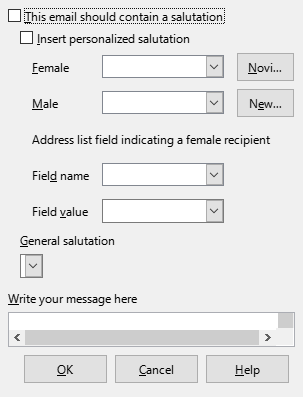 This email should contain a salutation
Insert personalized salutation
Female Novi...
Male New...
Address list field indicating a female recipient
Field name
Field value
General salutation
Write your message here
OK Cancel Help